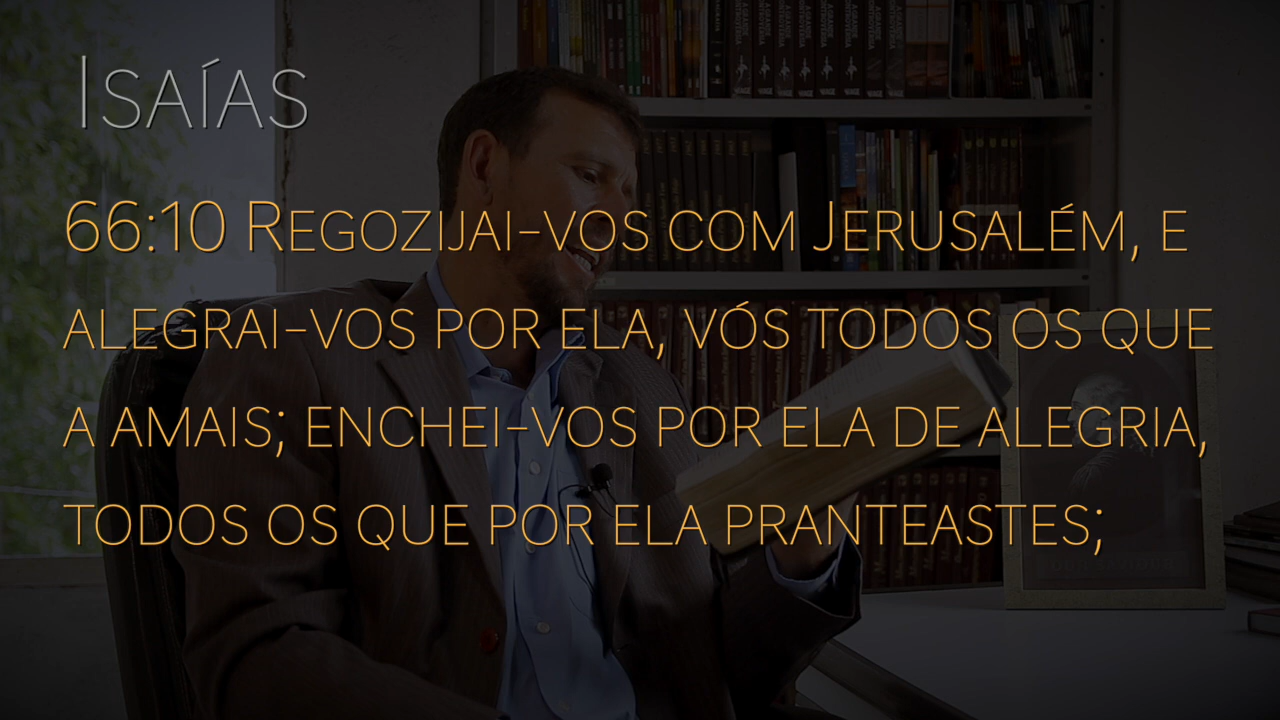 Isaías
66:10 Regozijai-vos com Jerusalém, e
alegrai-vos por ela, vós todos os que
a amais; enchei-vos por ela de alegria,
todos os que por ela pranteastes;